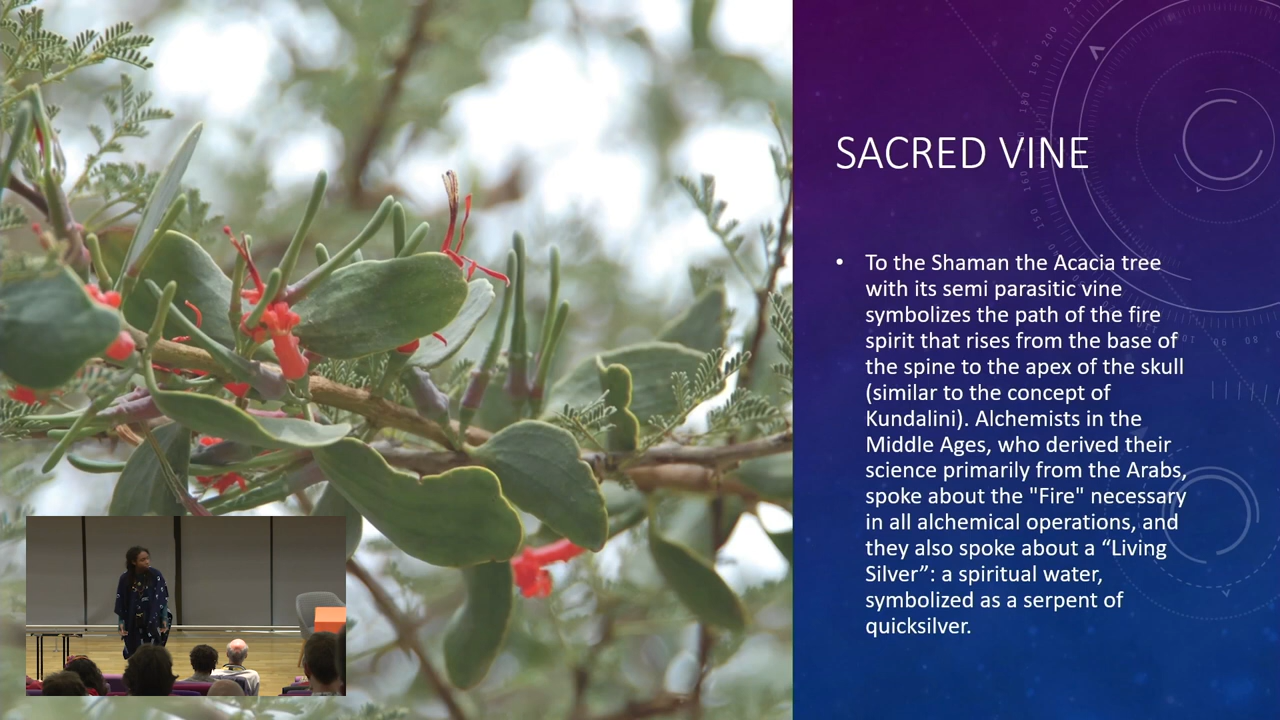 SACRED VINE
• To the Shaman the Acacia tree
with its semi parasitic vine
symbolizes the path of the fire
spirit that rises from the base of
the spine to the apex of the skull
(similar to the concept of
Kundalini). Alchemists in the
Middle Ages, who derived their
science primarily from the Arabs,
spoke about the "Fire" necessary
in all alchemical operations, and
they also spoke about a “Living
Silver”: a spiritual water,
symbolized as a serpent of
quicksilver.